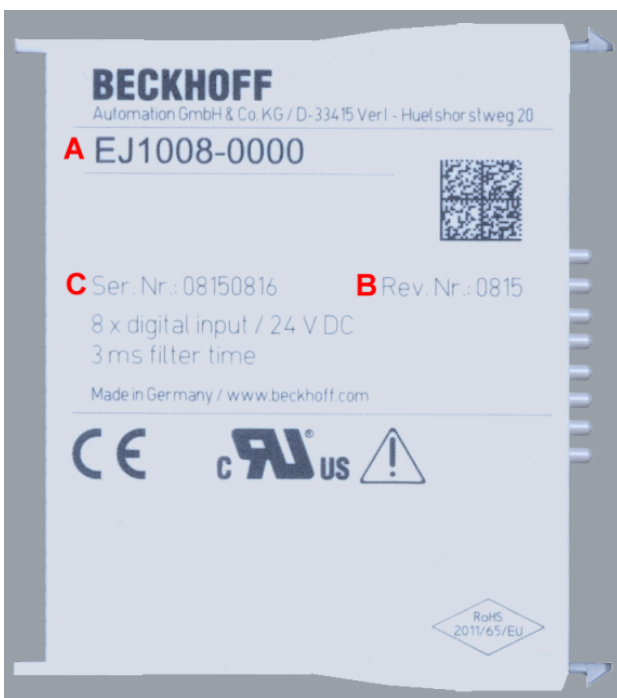 BECKHOFF
Automation GmbH & Co. KG / D-33415 Verl - Huelshorstweg 20
A EJ1008-0000
C Ser. Nr.: 08150816 B Rev. Nr.: 0815
8 x digital input / 24 V DC
3 ms filter time
Made in Germany / www.beckhoff.com
CE c RU ® US
RoHS
2011/65/EU